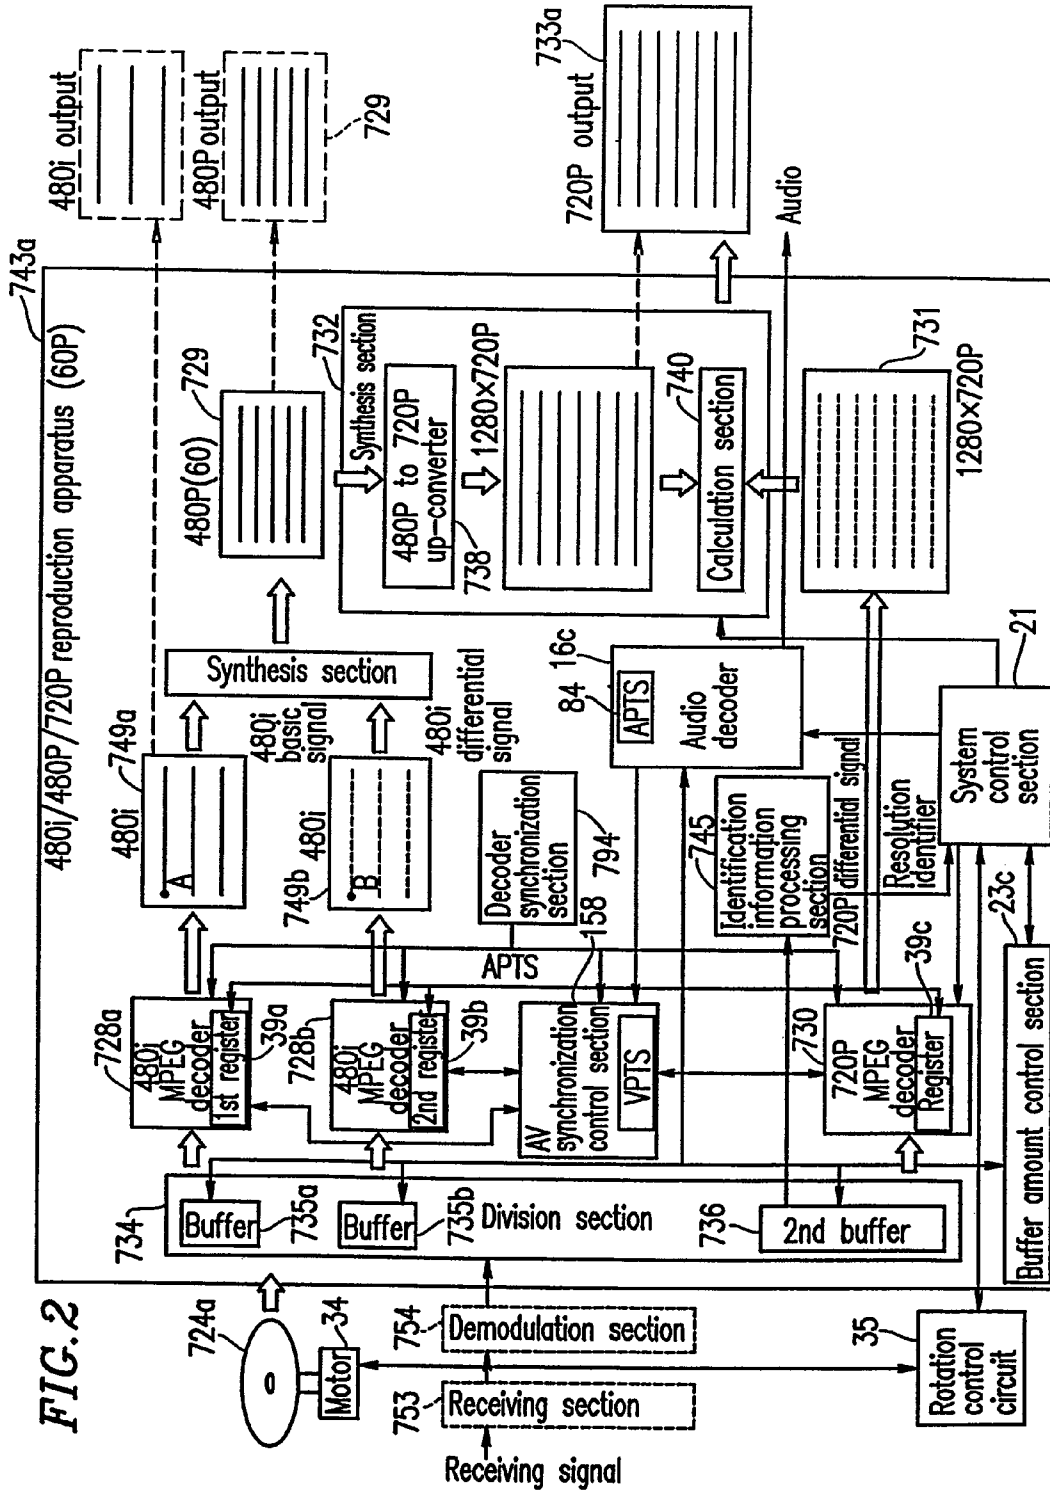 FIG.2
743a
480i/480P/720P reproduction apparatus (60P)
724a
34
Motor
753
Receiving section
Receiving signal
754
Demodulation section
35
Rotation
control
circuit
734
Buffer
735a
Buffer
735b
Division section
736
2nd buffer
728a
480i
MPEG
decoder
1st register
39a
728b
480i
MPEG
decoder
2nd register
39b
APTS
AV synchronization
control section
VPTS
158
730
720P
MPEG
decoder
Register
39c
Buffer amount control section
23c
480i
749a
A
480i
basic
signal
749b
480i
B
480i
differential
signal
Decoder
synchronization
section
794
745
Identification
information
processing
section
720P differential signal
Resolution
identifier
System
control
section
21
16c
84
APTS
Audio
decoder
Synthesis section
729
480P(60)
732
Synthesis section
480P to 720P
up-converter
738
1280×720P
740
Calculation section
731
1280×720P
480i output
480P output
729
720P output
733a
Audio